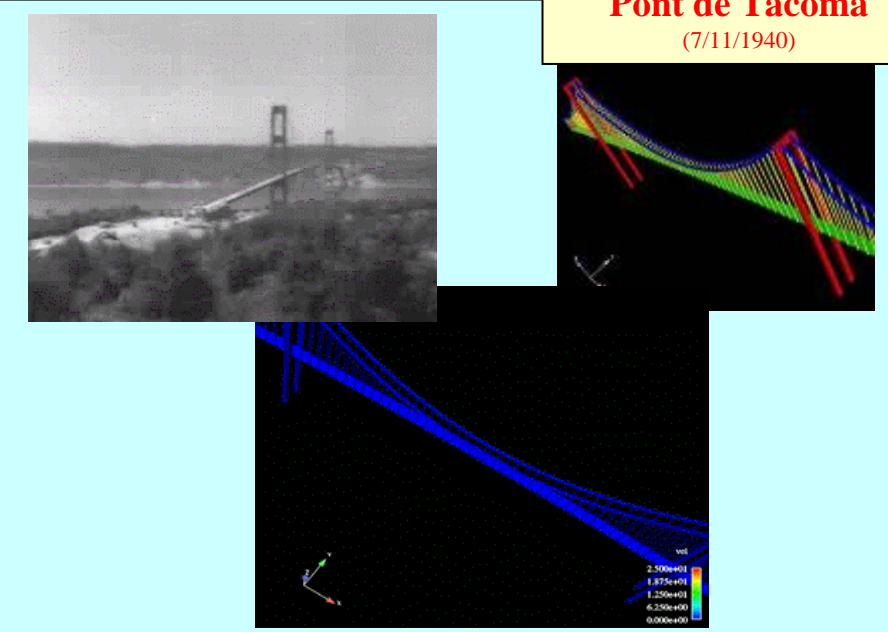 Pont de Tacoma
(7/11/1940)
vel
2.500e+01
1.875e+01
1.250e+01
6.250e+00
0.000e+00
Y
Z
X